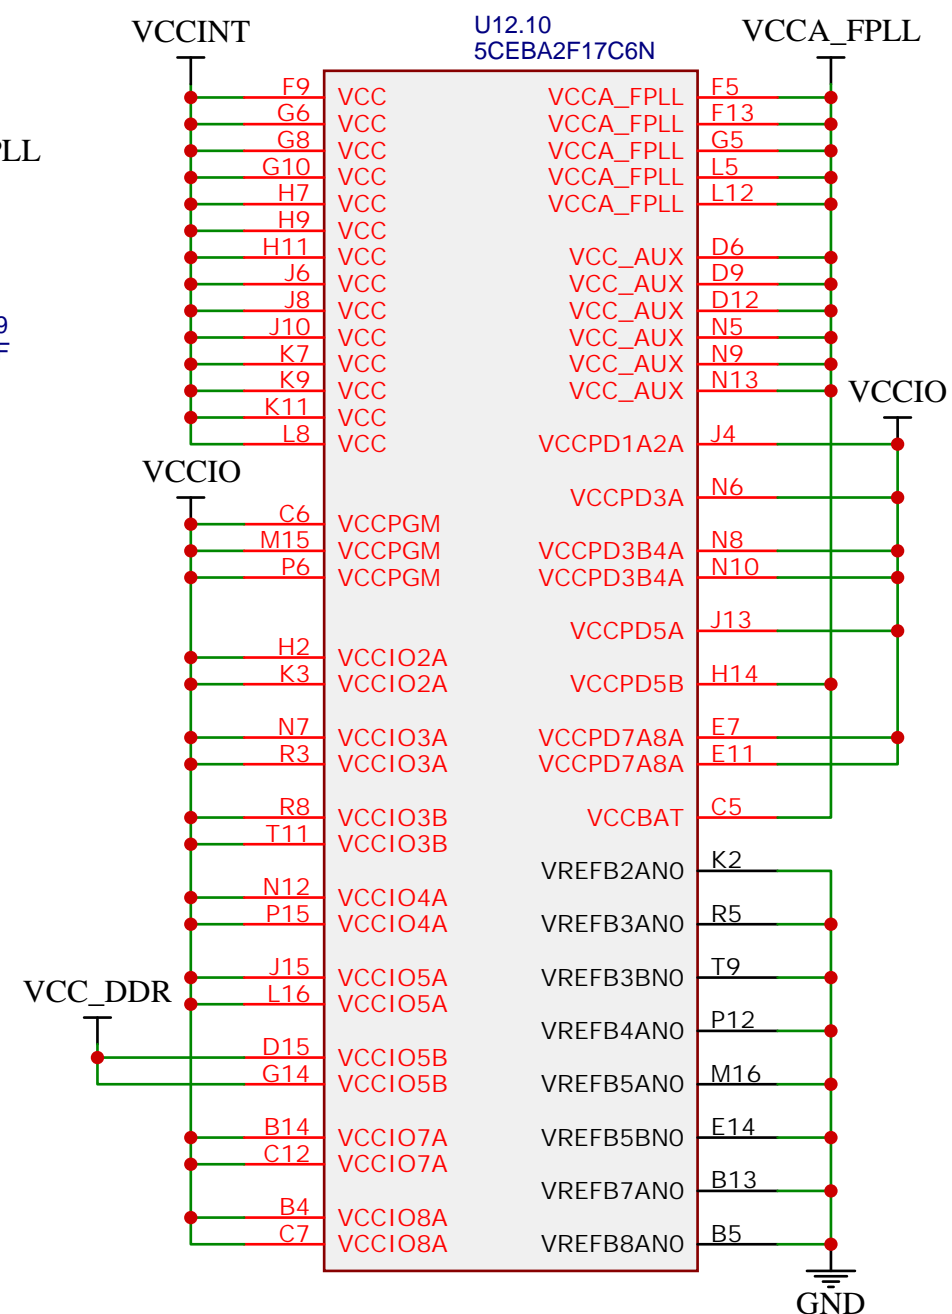 VCCINT
U12.10
5CEBA2F17C6N
VCCA_FPLL
LL
9
F9 VCC
G6 VCC
G8 VCC
G10 VCC
H7 VCC
H9 VCC
H11 VCC
J6 VCC
J8 VCC
J10 VCC
K7 VCC
K9 VCC
K11 VCC
L8 VCC
VCCIO
C6 VCCPGM
M15 VCCPGM
P6 VCCPGM
H2 VCCIO2A
K3 VCCIO2A
N7 VCCIO3A
R3 VCCIO3A
R8 VCCIO3B
T11 VCCIO3B
N12 VCCIO4A
P15 VCCIO4A
J15 VCCIO5A
L16 VCCIO5A
VCC_DDR
D15 VCCIO5B
G14 VCCIO5B
B14 VCCIO7A
C12 VCCIO7A
B4 VCCIO8A
C7 VCCIO8A
VCCA_FPLL F5
VCCA_FPLL F13
VCCA_FPLL G5
VCCA_FPLL L5
VCCA_FPLL L12
VCC_AUX D6
VCC_AUX D9
VCC_AUX D12
VCC_AUX N5
VCC_AUX N9
VCC_AUX N13
VCCIO
VCCPD1A2A J4
VCCPD3A N6
VCCPD3B4A N8
VCCPD3B4A N10
VCCPD5A J13
VCCPD5B H14
VCCPD7A8A E7
VCCPD7A8A E11
VCCBAT C5
VREFB2AN0 K2
VREFB3AN0 R5
VREFB3BN0 T9
VREFB4AN0 P12
VREFB5AN0 M16
VREFB5BN0 E14
VREFB7AN0 B13
VREFB8AN0 B5
GND